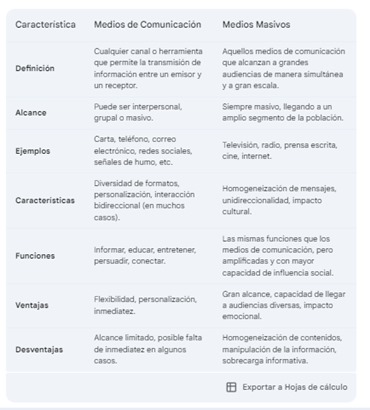 Característica Medios de Comunicación Medios Masivos
Definición
Cualquier canal o herramienta
que permite la transmisión de
información entre un emisor y
un receptor.
Aquellos medios de comunicación
que alcanzan a grandes
audiencias de manera simultánea
y a gran escala.
Alcance
Puede ser interpersonal,
grupal o masivo.
Siempre masivo, llegando a un
amplio segmento de la población.
Ejemplos
Carta, teléfono, correo
electrónico, redes sociales,
señales de humo, etc.
Televisión, radio, prensa escrita,
cine, internet.
Características
Diversidad de formatos,
personalización, interacción
bidireccional (en muchos
casos).
Homogeneización de mensajes,
unidireccionalidad, impacto
cultural.
Funciones
Informar, educar, entretener,
persuadir, conectar.
Las mismas funciones que los
medios de comunicación, pero
amplificadas y con mayor
capacidad de influencia social.
Ventajas
Flexibilidad, personalización,
inmediatez.
Gran alcance, capacidad de llegar
a audiencias diversas, impacto
emocional.
Desventajas
Alcance limitado, posible falta
de inmediatez en algunos
casos.
Homogeneización de contenidos,
manipulación de la información,
sobrecarga informativa.
Exportar a Hojas de cálculo